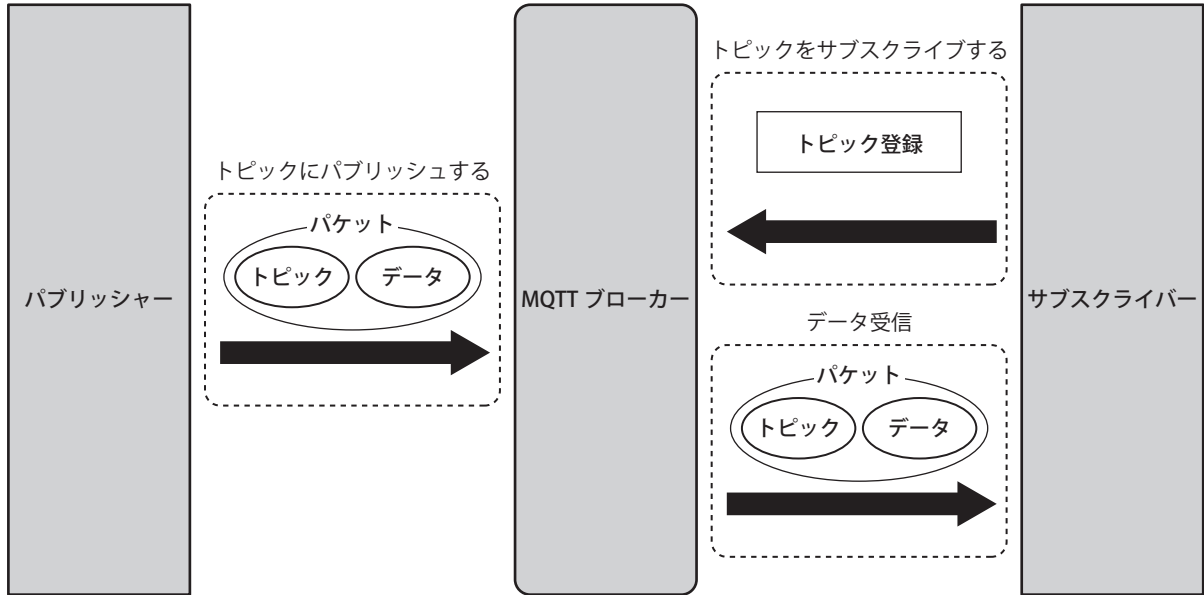 パブリッシャー
トピックにパブリッシュする
パケット
トピック
データ
MQTT ブローカー
トピックをサブスクライブする
トピック登録
データ受信
パケット
トピック
データ
サブスクライバー